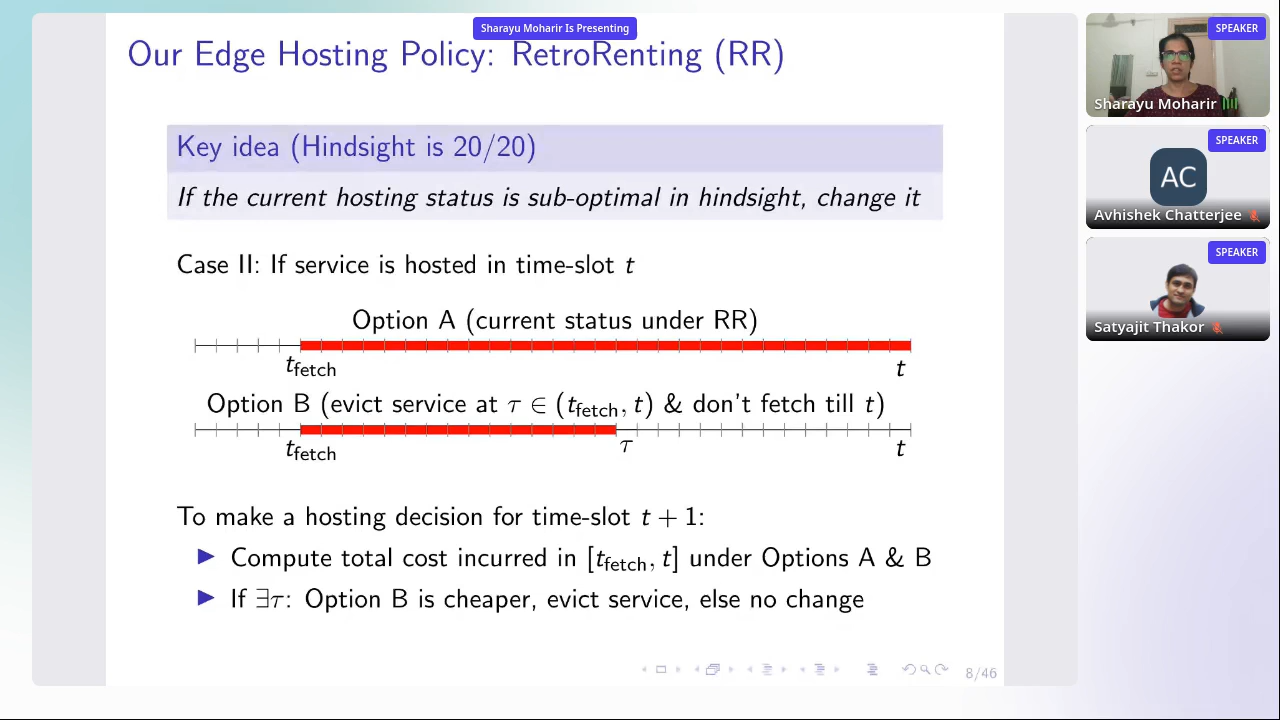 Sharayu Moharir Is Presenting
Our Edge Hosting Policy: RetroRenting (RR)
Key idea (Hindsight is 20/20)
If the current hosting status is sub-optimal in hindsight, change it
Case II: If service is hosted in time-slot t
Option A (current status under RR)
t_fetch t
Option B (evict service at τ ∈ (t_fetch, t) & don't fetch till t)
t_fetch τ t
To make a hosting decision for time-slot t + 1:
▶ Compute total cost incurred in [t_fetch, t] under Options A & B
▶ If ∃τ: Option B is cheaper, evict service, else no change
8/46
SPEAKER
Sharayu Moharir
SPEAKER
AC
Avhishek Chatterjee
SPEAKER
Satyajit Thakor